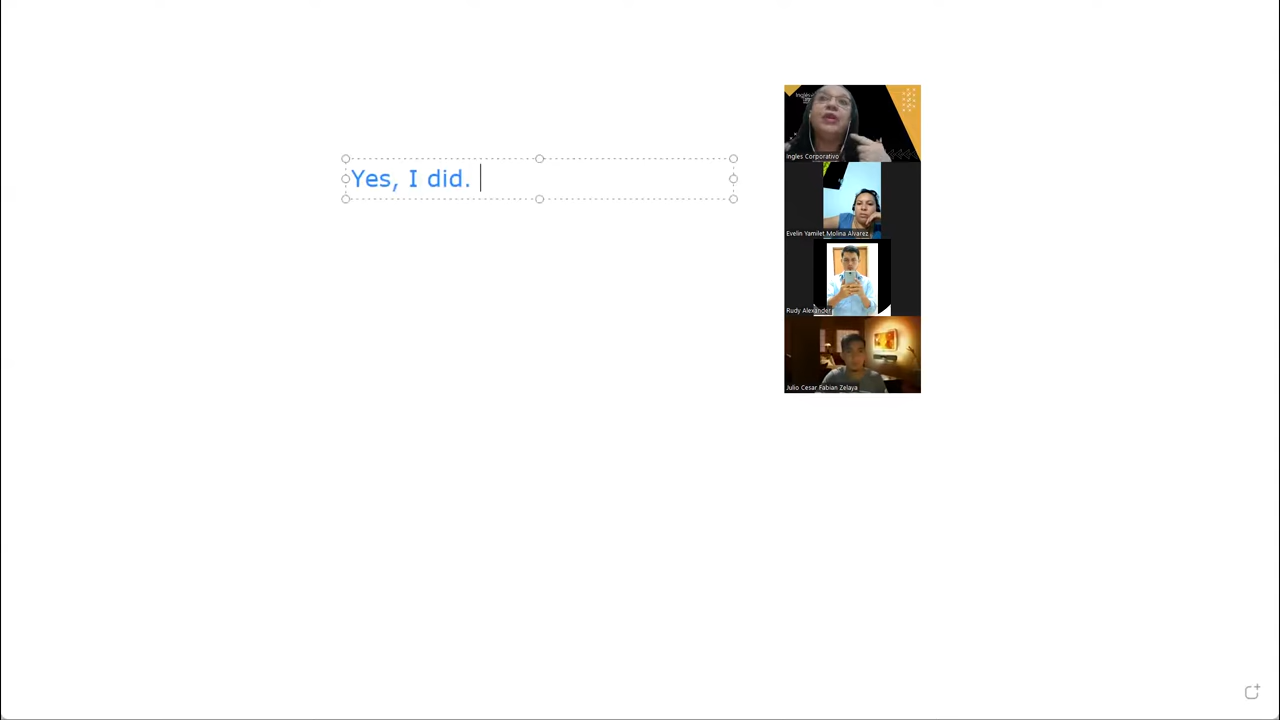 Yes, I did.
Ingles Corporativo
Evelin Yamilet Molina Alvarez
Rudy Alexander
Julio Cesar Fabian Zelaya